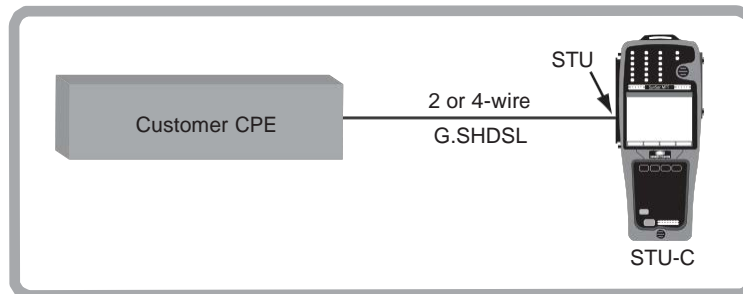 STU
2 or 4-wire
Customer CPE
G.SHDSL
STU-C